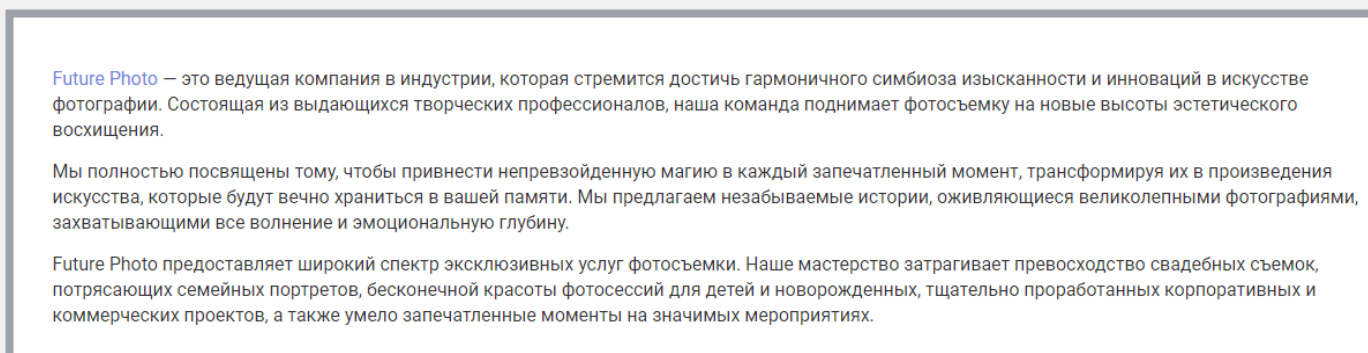 Future Photo — это ведущая компания в индустрии, которая стремится достичь гармоничного симбиоза изысканности и инноваций в искусстве
фотографии. Состоящая из выдающихся творческих профессионалов, наша команда поднимает фотосъемку на новые высоты эстетического
восхищения.
Мы полностью посвящены тому, чтобы привнести непревзойденную магию в каждый запечатленный момент, трансформируя их в произведения
искусства, которые будут вечно храниться в вашей памяти. Мы предлагаем незабываемые истории, оживляющиеся великолепными фотографиями,
захватывающими все волнение и эмоциональную глубину.
Future Photo предоставляет широкий спектр эксклюзивных услуг фотосъемки. Наше мастерство затрагивает превосходство свадебных съемок,
потрясающих семейных портретов, бесконечной красоты фотосессий для детей и новорожденных, тщательно проработанных корпоративных и
коммерческих проектов, а также умело запечатленные моменты на значимых мероприятиях.